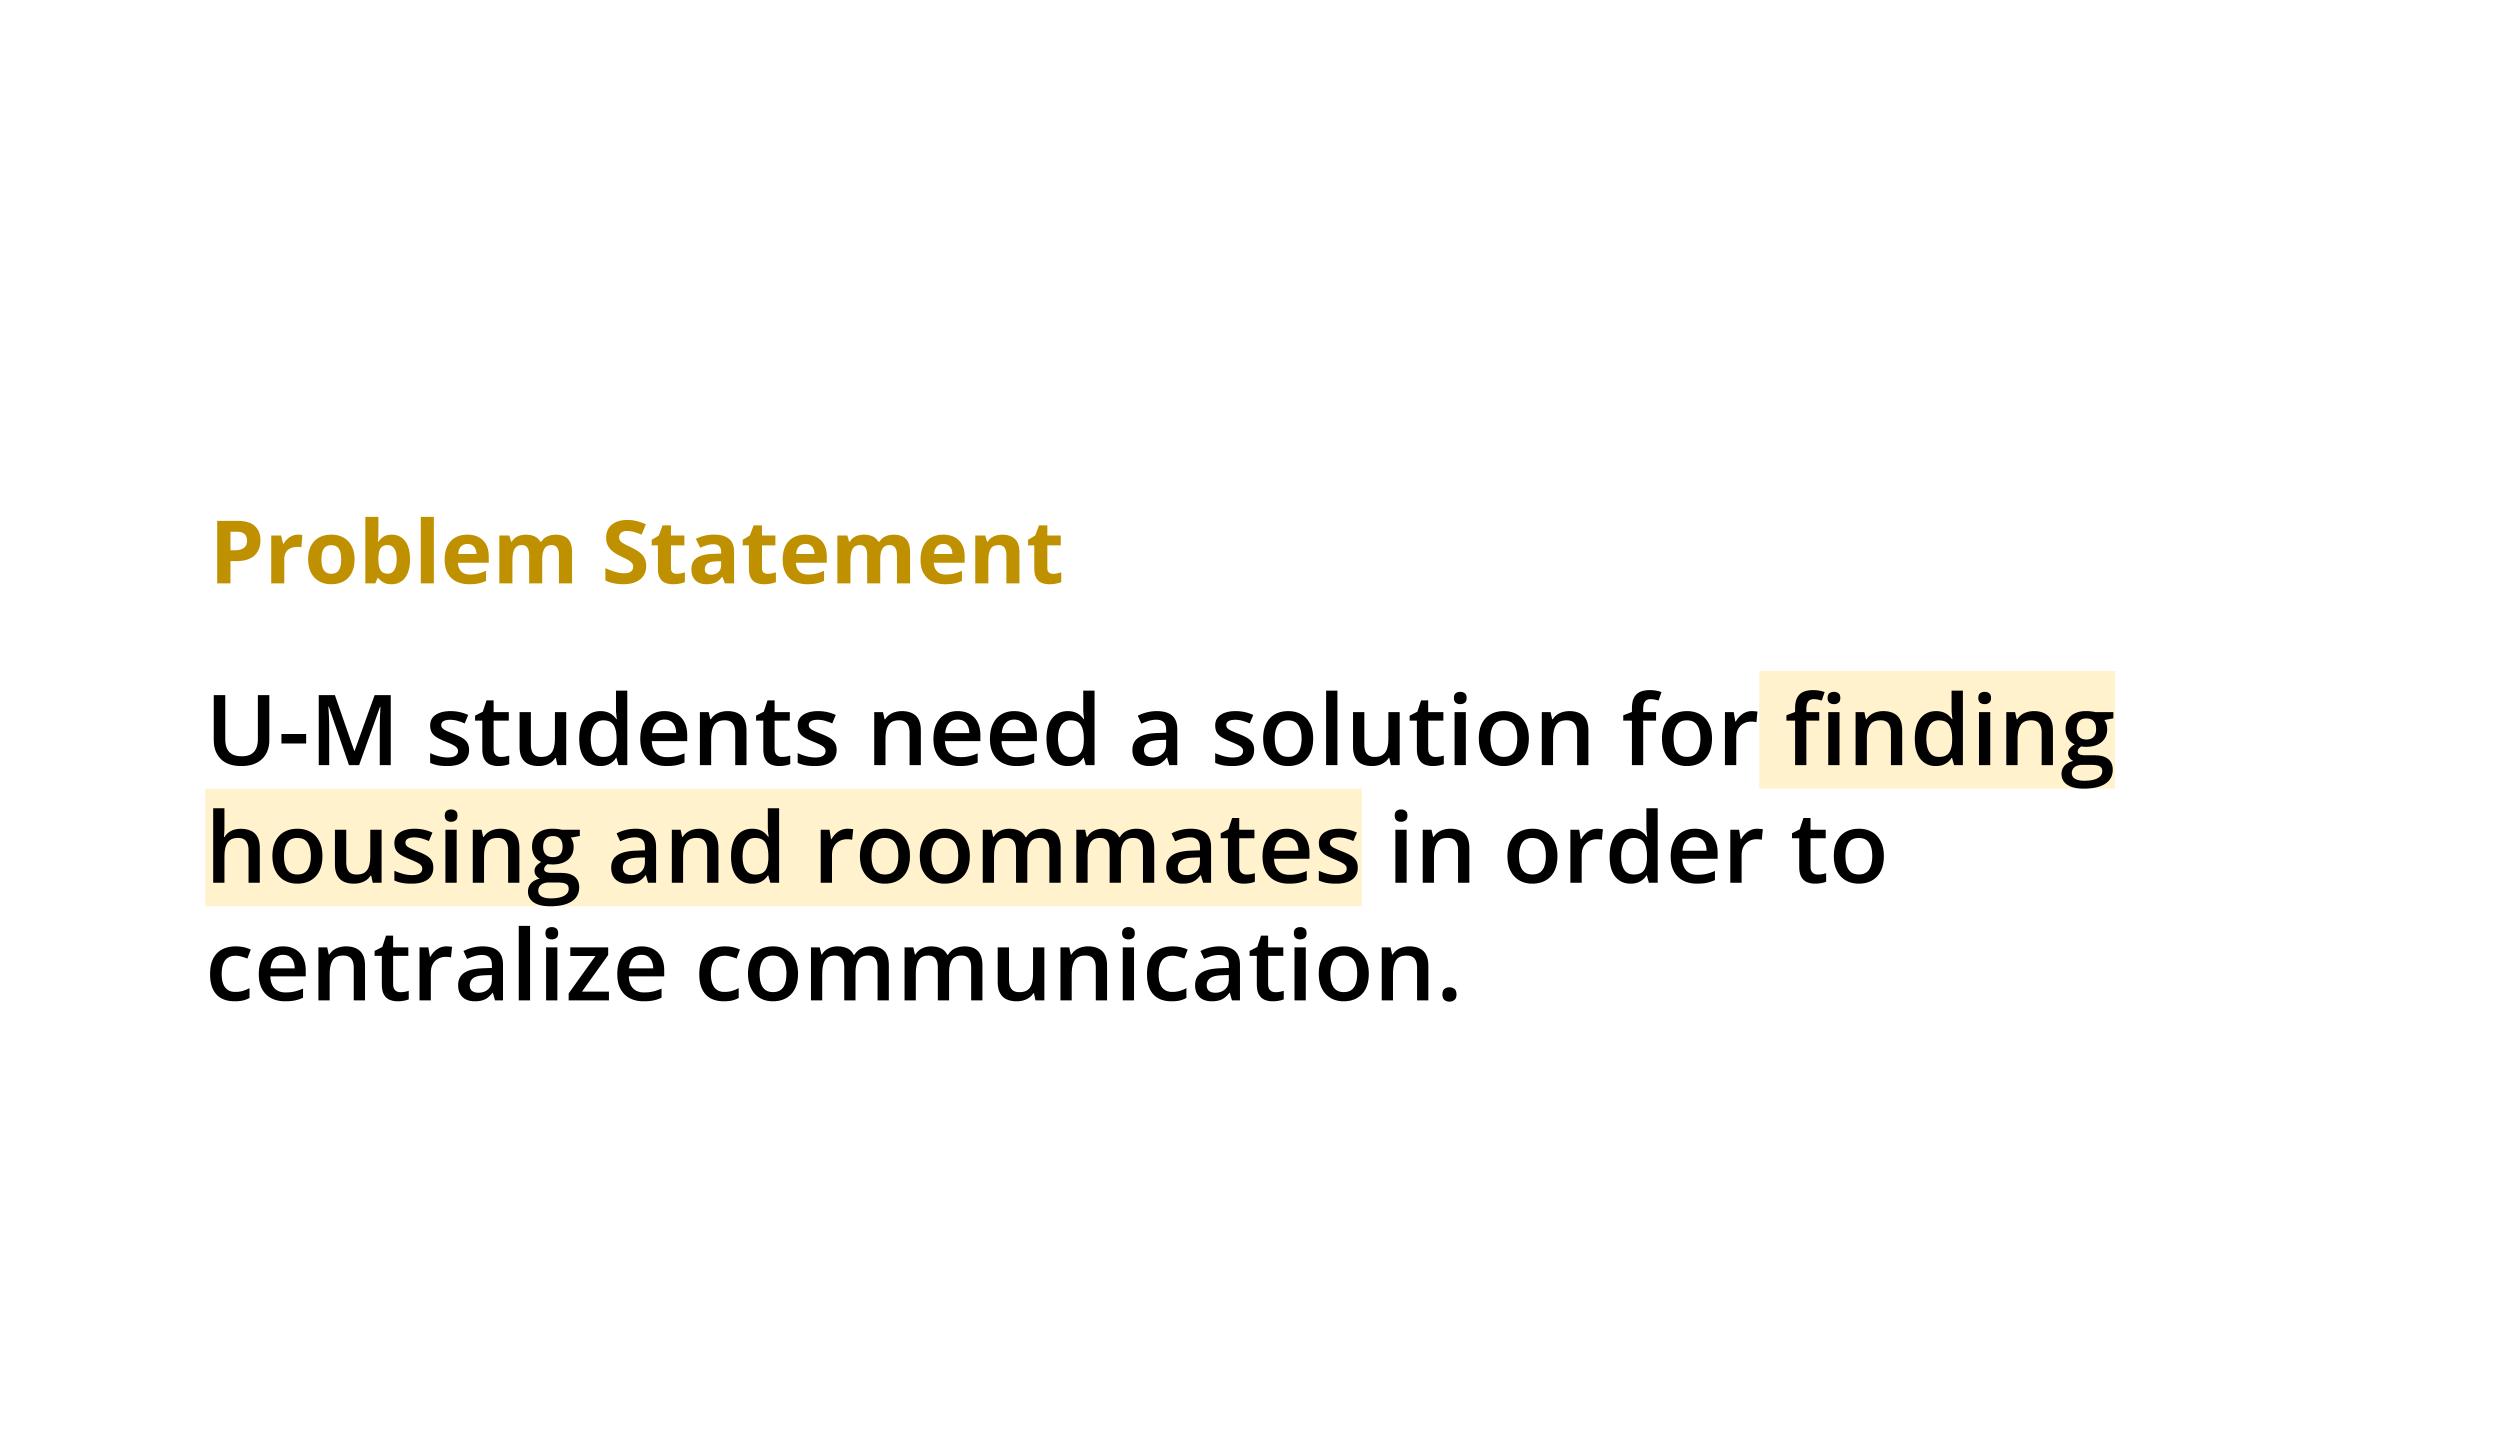 Problem Statement
U-M students need a solution for finding
housing and roommates in order to
centralize communication.